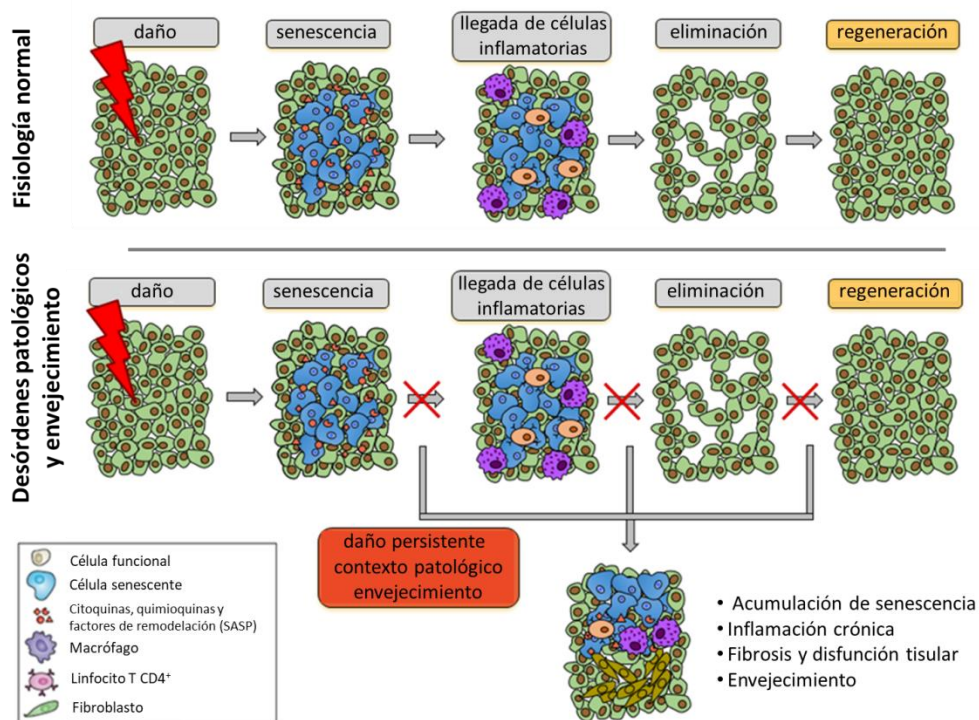 Fisiología normal
daño
senescencia
llegada de células
inflamatorias
eliminación
regeneración
Desórdenes patológicos
y envejecimiento
daño
senescencia
llegada de células
inflamatorias
eliminación
regeneración
daño persistente
contexto patológico
envejecimiento
Célula funcional
Célula senescente
Citoquinas, quimioquinas y
factores de remodelación (SASP)
Macrófago
Linfocito T CD4⁺
Fibroblasto
• Acumulación de senescencia
• Inflamación crónica
• Fibrosis y disfunción tisular
• Envejecimiento